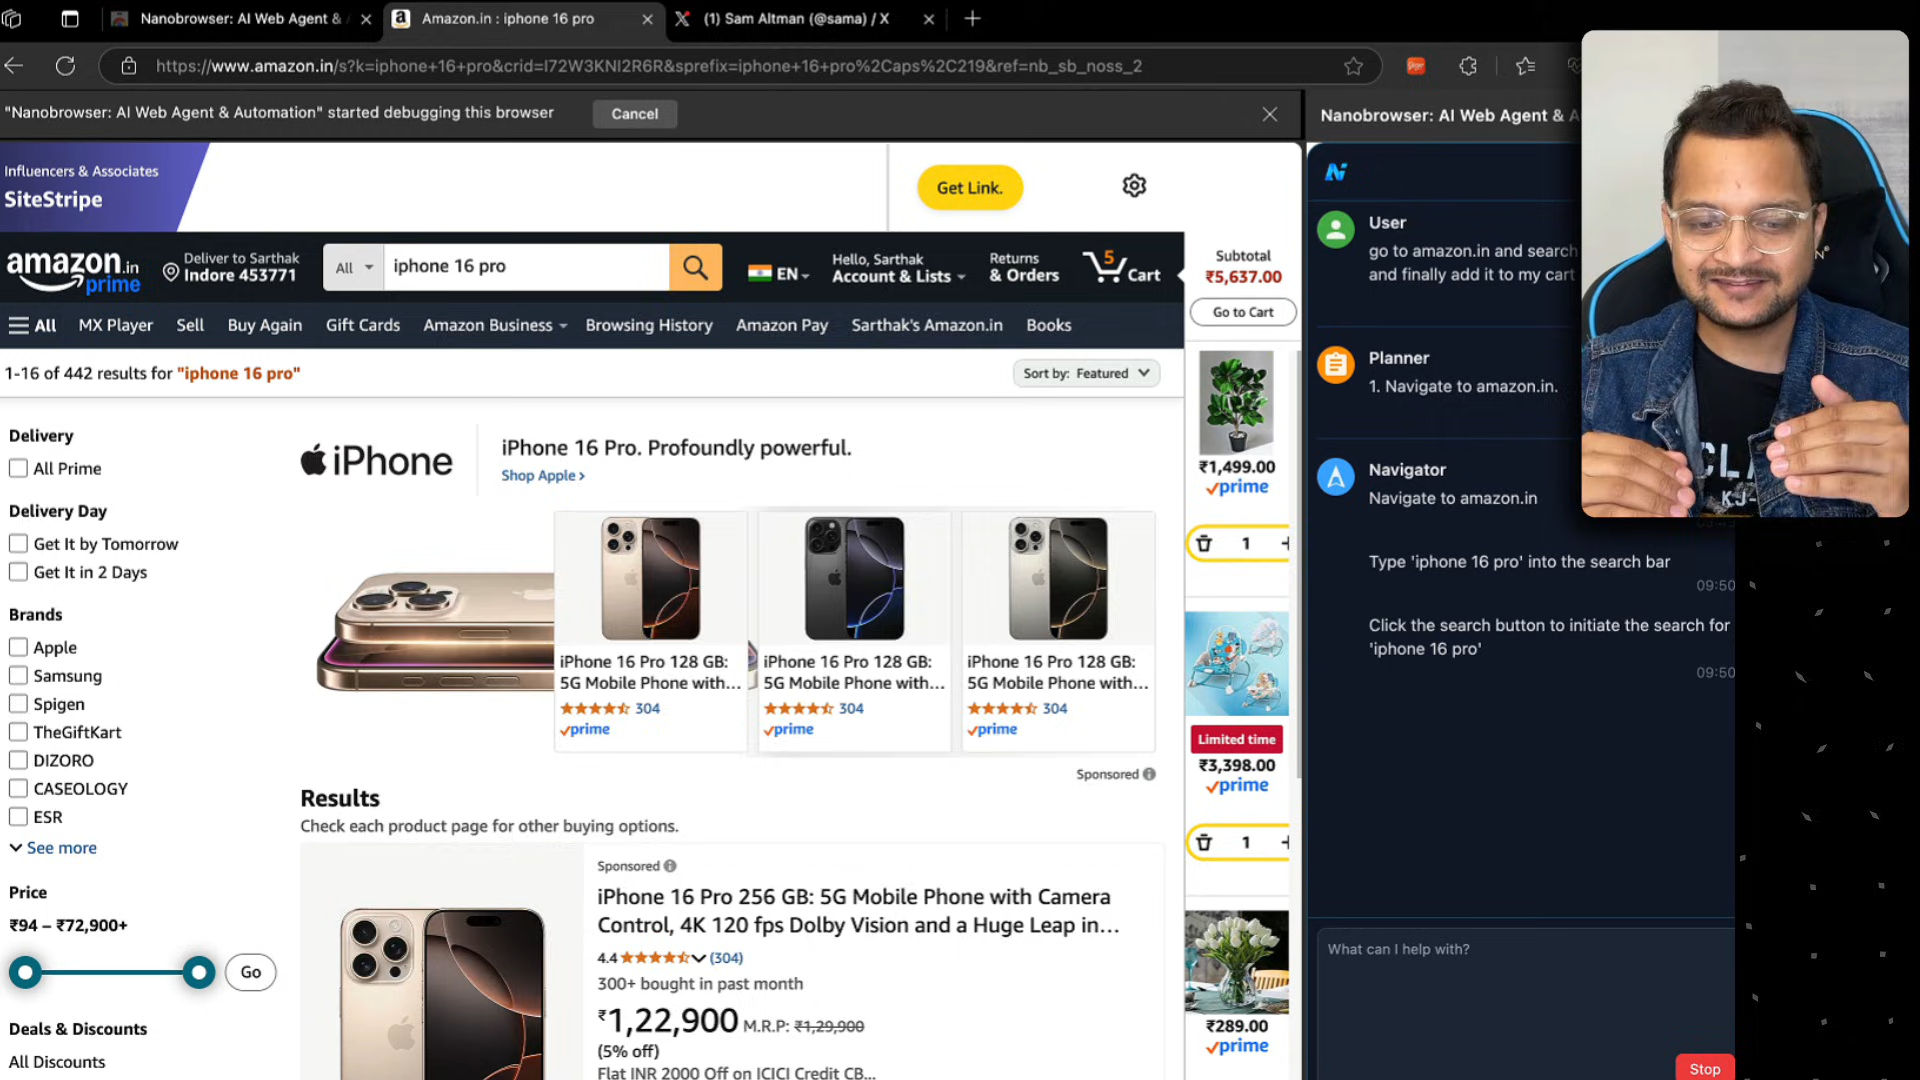 Nanobrowser: AI Web Agent &
Amazon.in : iphone 16 pro
(1) Sam Altman (@sama) / X
https://www.amazon.in/s?k=iphone+16+pro&crid=I72W3KNI2R6R&sprefix=iphone+16+pro%2Caps%2C219&ref=nb_sb_noss_2
"Nanobrowser: AI Web Agent & Automation" started debugging this browser
Cancel
Influencers & Associates
SiteStripe
Get Link.
amazon.in
prime
Deliver to Sarthak
Indore 453771
All
iphone 16 pro
EN
Hello, Sarthak
Account & Lists
Returns
& Orders
5
Cart
All
MX Player
Sell
Buy Again
Gift Cards
Amazon Business
Browsing History
Amazon Pay
Sarthak's Amazon.in
Books
1-16 of 442 results for "iphone 16 pro"
Sort by: Featured
Delivery
All Prime
Delivery Day
Get It by Tomorrow
Get It in 2 Days
Brands
Apple
Samsung
Spigen
TheGiftKart
DIZORO
CASEOLOGY
ESR
See more
Price
₹94 – ₹72,900+
Go
Deals & Discounts
All Discounts
iPhone
iPhone 16 Pro. Profoundly powerful.
Shop Apple ›
iPhone 16 Pro 128 GB:
5G Mobile Phone with...
304
prime
iPhone 16 Pro 128 GB:
5G Mobile Phone with...
304
prime
iPhone 16 Pro 128 GB:
5G Mobile Phone with...
304
prime
Sponsored
Results
Check each product page for other buying options.
Sponsored
iPhone 16 Pro 256 GB: 5G Mobile Phone with Camera
Control, 4K 120 fps Dolby Vision and a Huge Leap in...
4.4 (304)
300+ bought in past month
₹1,22,900 M.R.P: ₹1,29,900
(5% off)
Flat INR 2000 Off on ICICI Credit CB...
Subtotal
₹5,637.00
Go to Cart
₹1,499.00
prime
1
Limited time
₹3,398.00
prime
1
₹289.00
prime
Nanobrowser: AI Web Agent & A
User
go to amazon.in and search
and finally add it to my cart
Planner
1. Navigate to amazon.in.
Navigator
Navigate to amazon.in
Type 'iphone 16 pro' into the search bar
09:50
Click the search button to initiate the search for
'iphone 16 pro'
09:50
What can I help with?
Stop